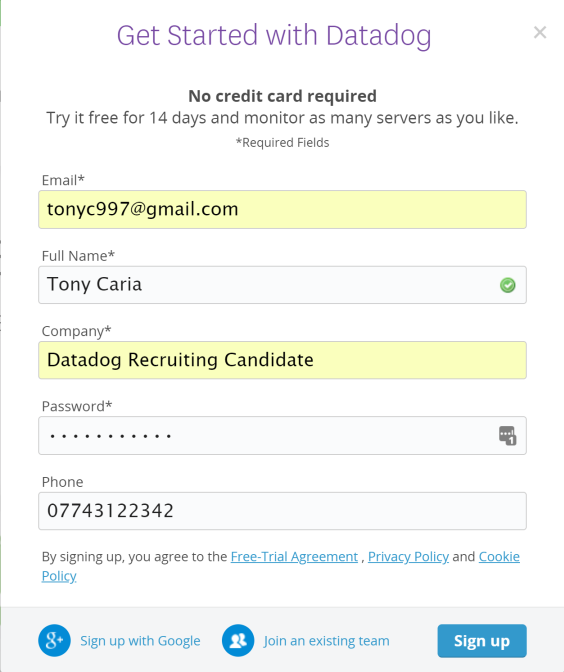 Get Started with Datadog
×
No credit card required
Try it free for 14 days and monitor as many servers as you like.
*Required Fields
Email*
tonyc997@gmail.com
Full Name*
Tony Caria
Company*
Datadog Recruiting Candidate
Password*
• • • • • • • • • • •
1
Phone
07743122342
By signing up, you agree to the Free-Trial Agreement , Privacy Policy and Cookie
Policy
g+ Sign up with Google Join an existing team Sign up